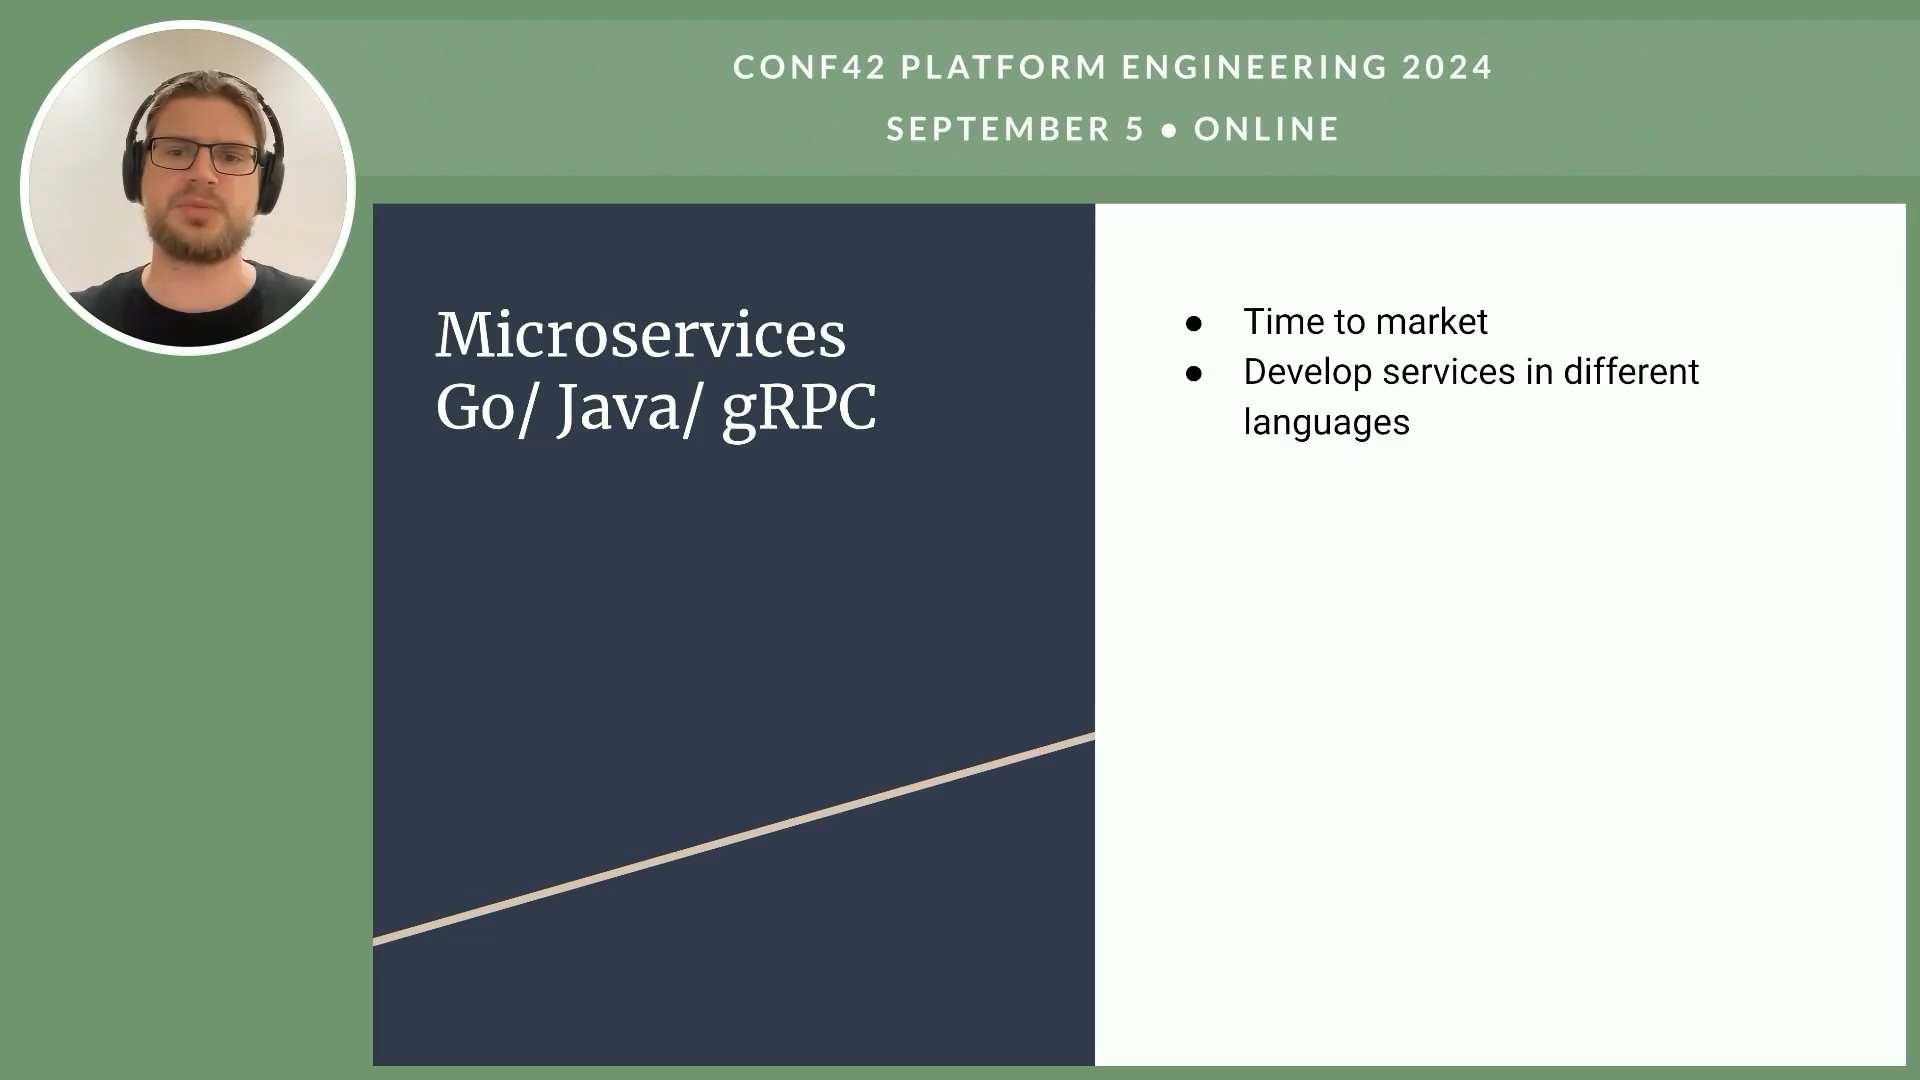 CONF42 PLATFORM ENGINEERING 2024
SEPTEMBER 5 ● ONLINE
Microservices
Go/ Java/ gRPC
● Time to market
● Develop services in different
languages